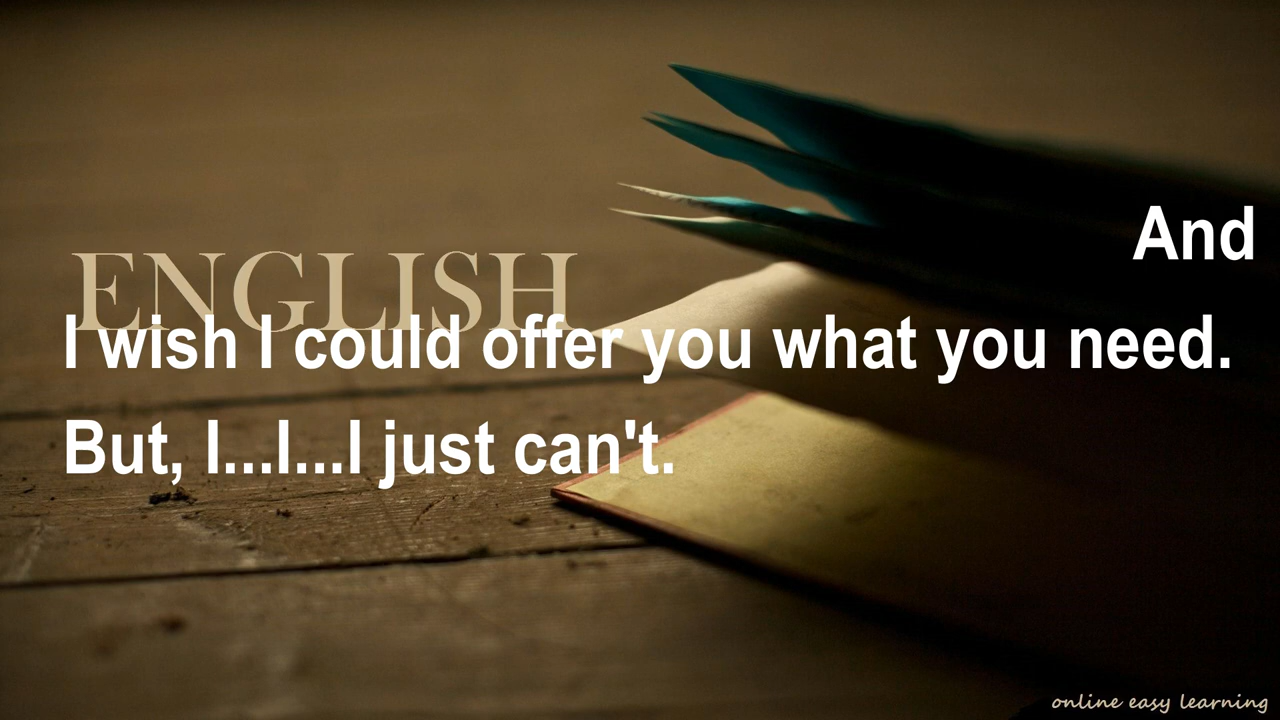 And
ENGLISH
I wish I could offer you what you need.
But, I...I...I just can't.
online easy learning